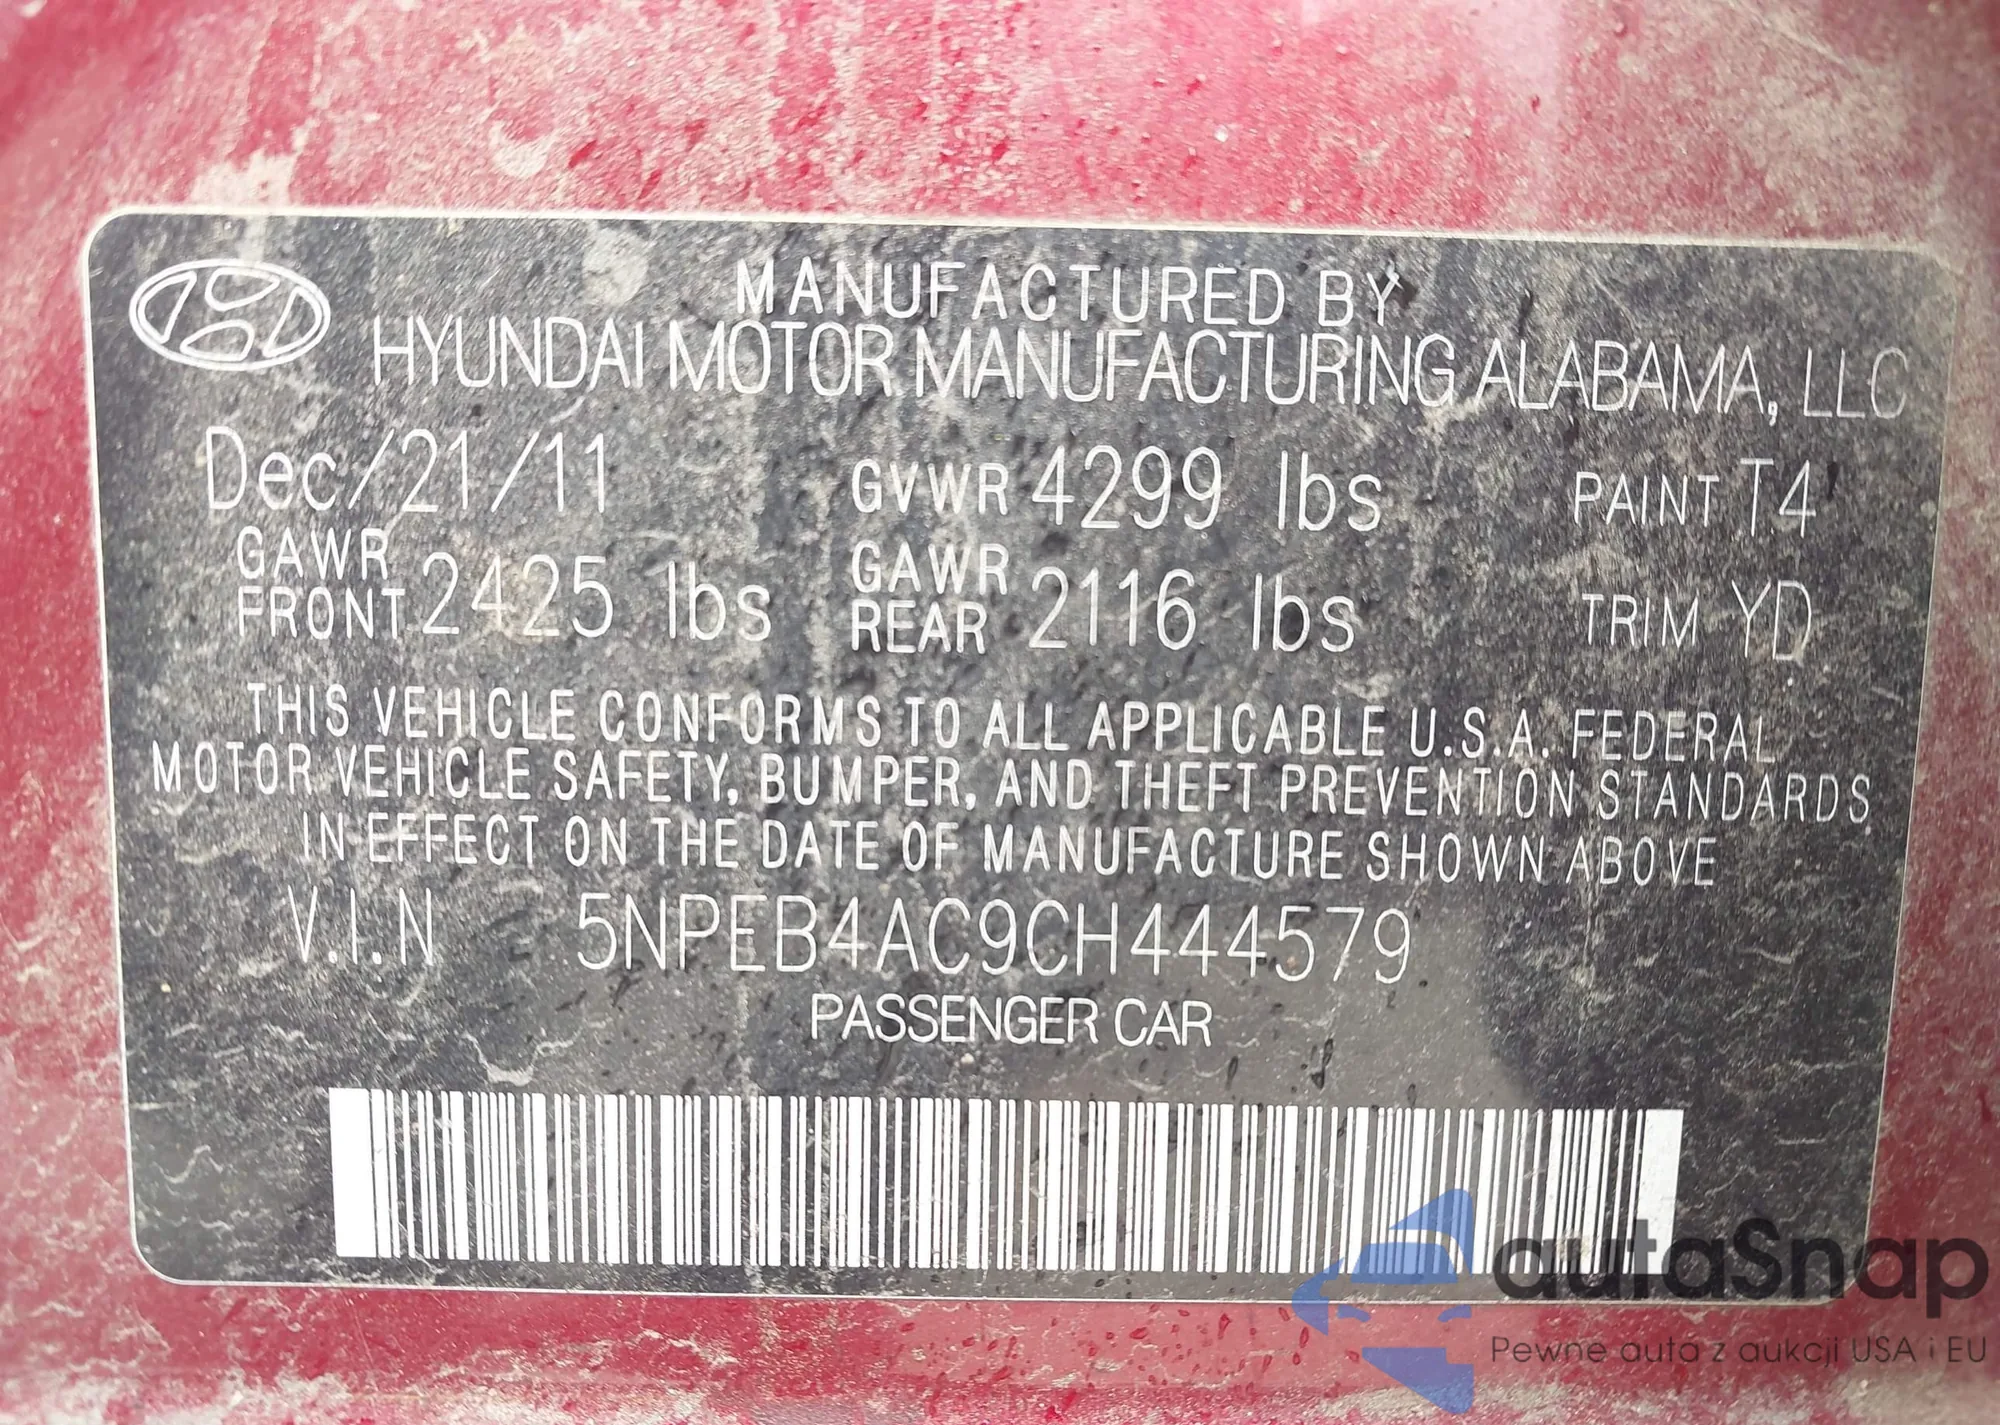 MANUFACTURED BY
HYUNDAI MOTOR MANUFACTURING ALABAMA, LLC
Dec/21/11 GVWR 4299 lbs PAINT T4
GAWR FRONT 2425 lbs GAWR REAR 2116 lbs TRIM YD
THIS VEHICLE CONFORMS TO ALL APPLICABLE U.S.A. FEDERAL
MOTOR VEHICLE SAFETY, BUMPER, AND THEFT PREVENTION STANDARDS
IN EFFECT ON THE DATE OF MANUFACTURE SHOWN ABOVE
V.I.N 5NPEB4AC9CH444579
PASSENGER CAR
autaSnap
Pewne auta z aukcji USA i EU